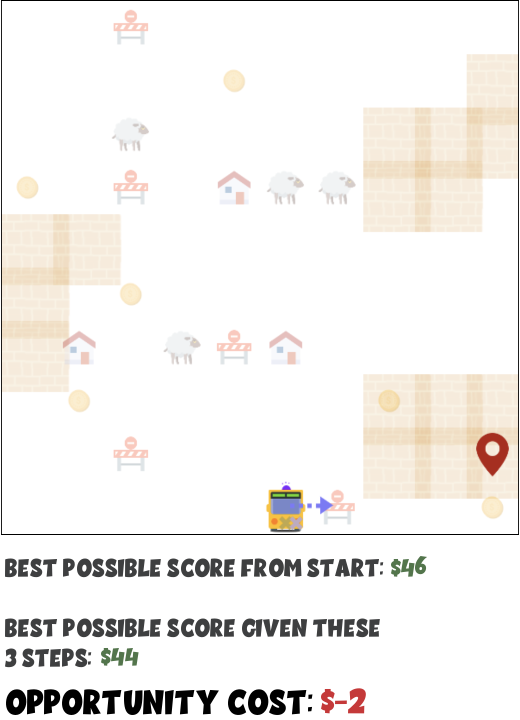 BEST POSSIBLE SCORE FROM START: $46
BEST POSSIBLE SCORE GIVEN THESE
3 STEPS: $44
OPPORTUNITY COST: $-2